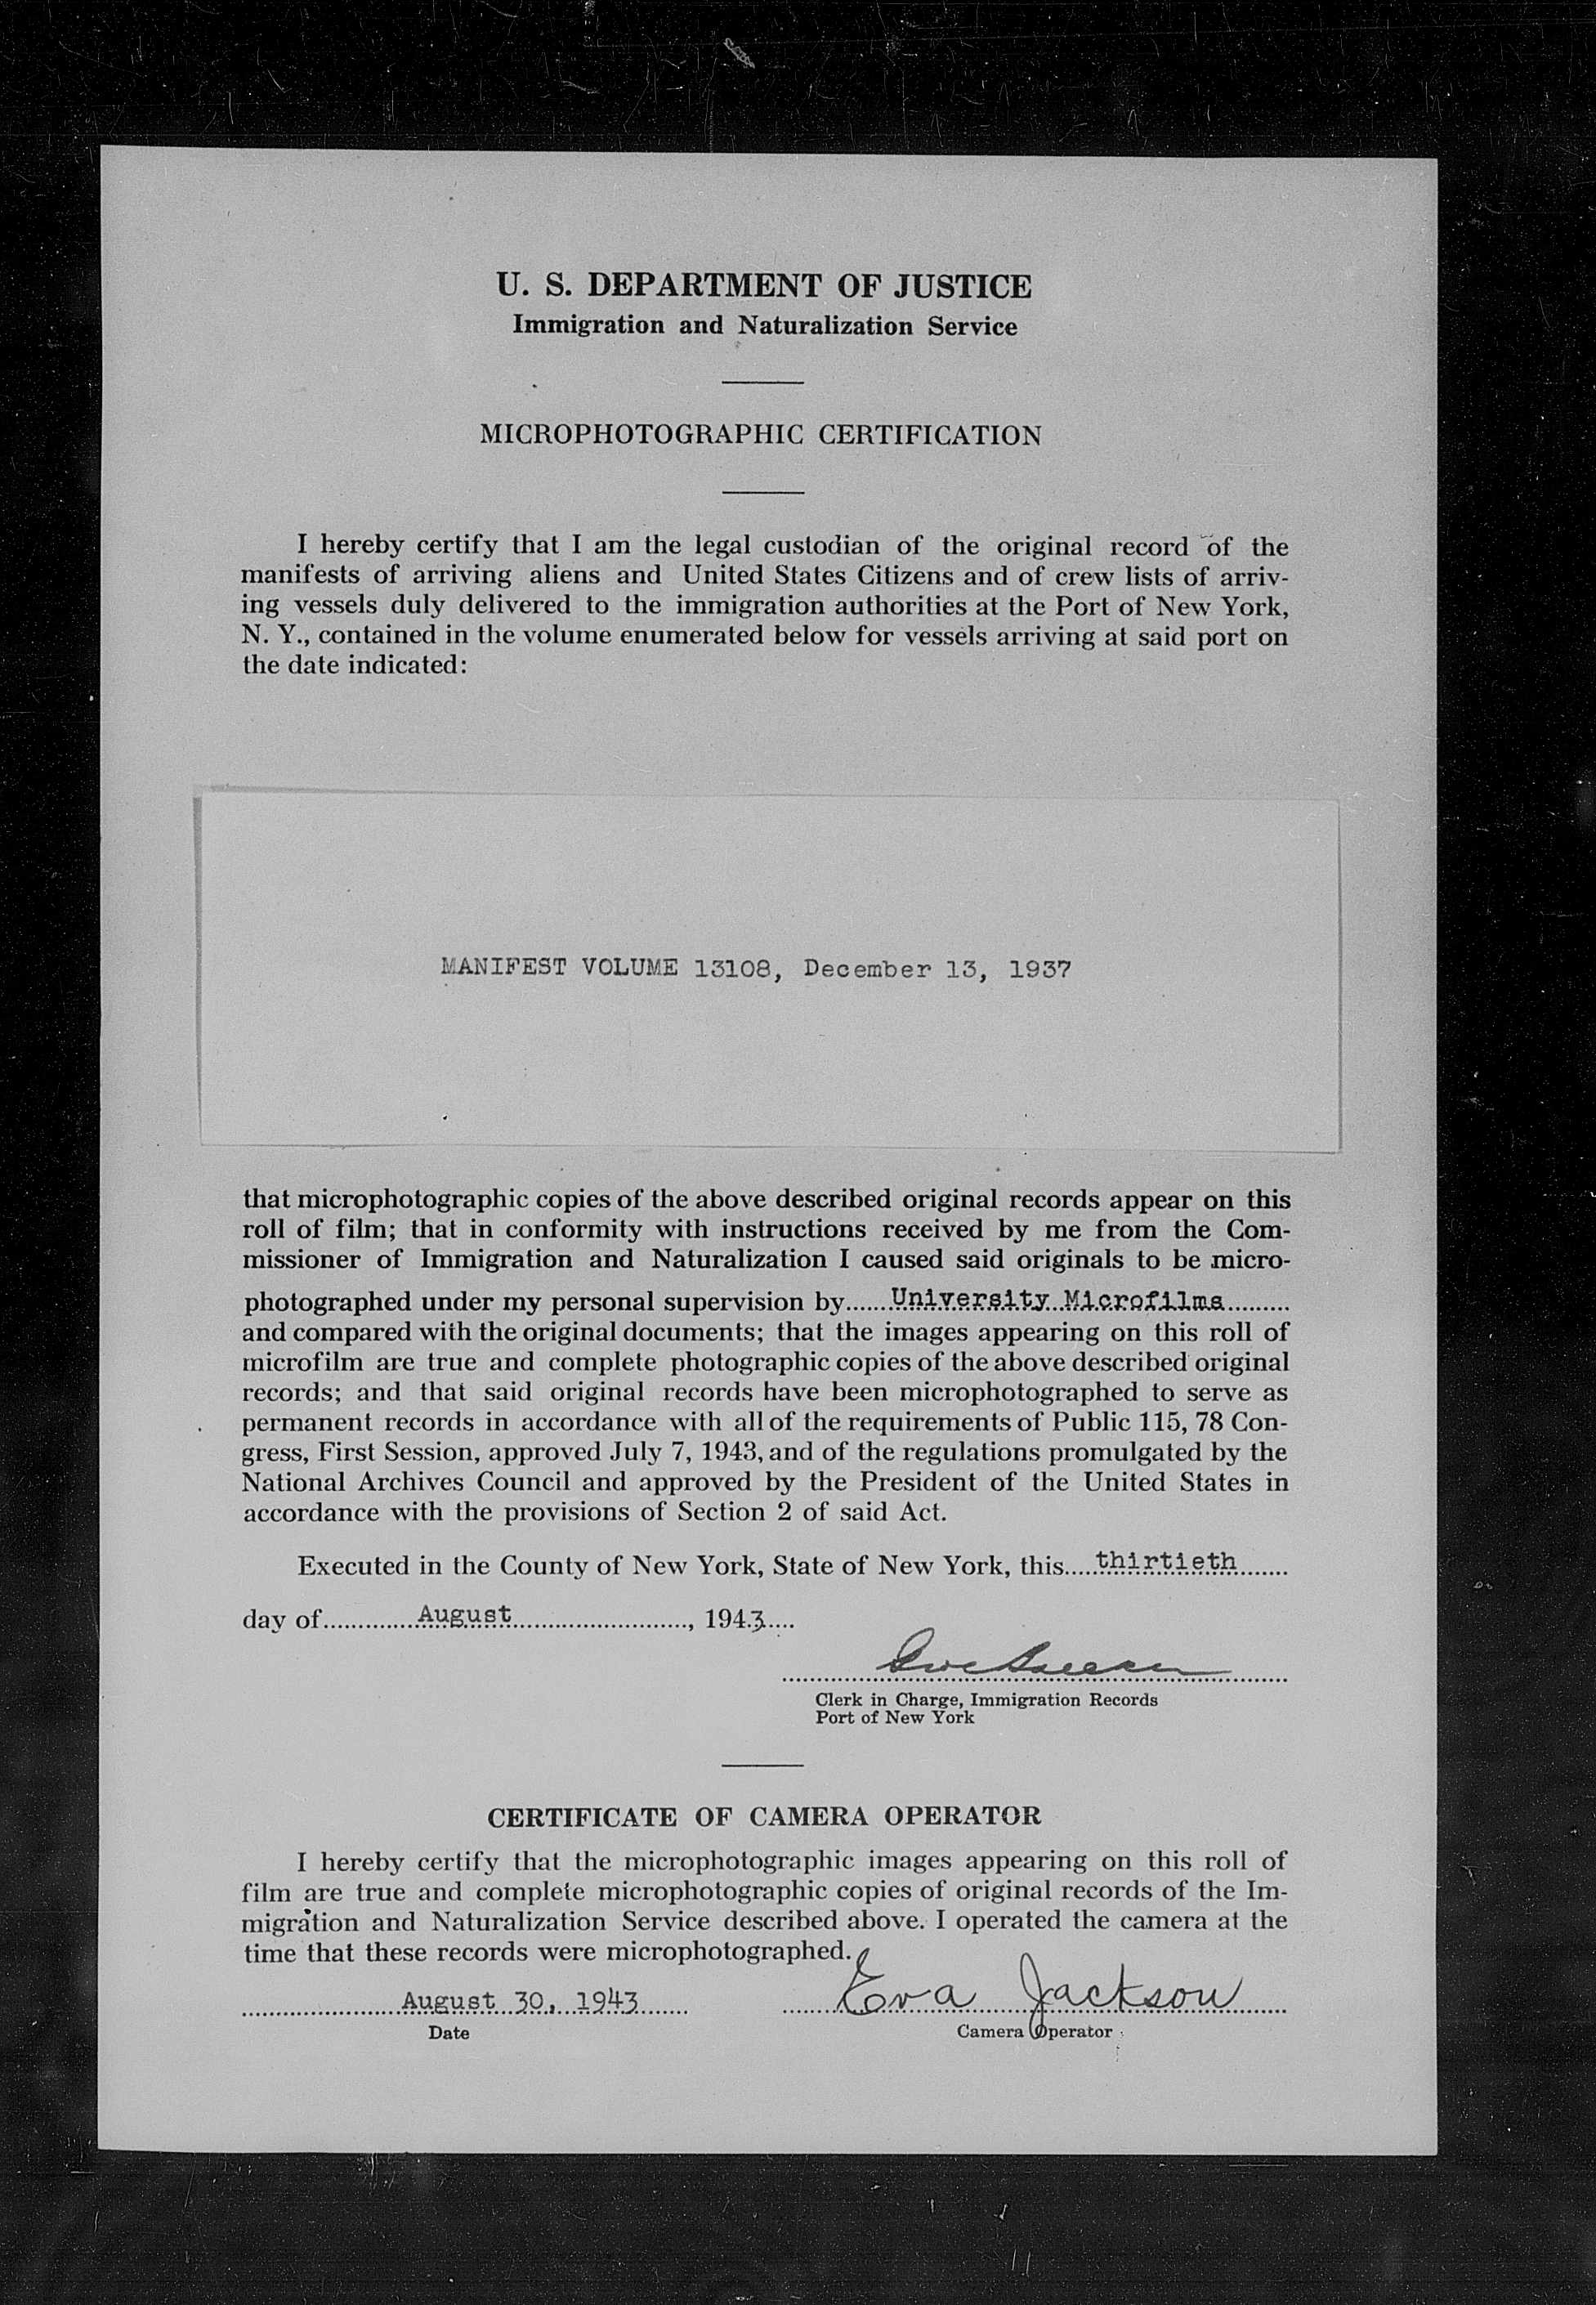 U. S. DEPARTMENT OF JUSTICE
Immigration and Naturalization Service
MICROPHOTOGRAPHIC CERTIFICATION
I hereby certify that I am the legal custodian of the original record of the
manifests of arriving aliens and United States Citizens and of crew lists of arriv-
ing vessels duly delivered to the immigration authorities at the Port of New York,
N. Y., contained in the volume enumerated below for vessels arriving at said port on
the date indicated:
MANIFEST VOLUME 13108, December 13, 1937
that microphotographic copies of the above described original records appear on this
roll of film; that in conformity with instructions received by me from the Com-
missioner of Immigration and Naturalization I caused said originals to be micro-
photographed under my personal supervision by......University Microfilms.........
and compared with the original documents; that the images appearing on this roll of
microfilm are true and complete photographic copies of the above described original
records; and that said original records have been microphotographed to serve as
permanent records in accordance with all of the requirements of Public 115, 78 Con-
gress, First Session, approved July 7, 1943, and of the regulations promulgated by the
National Archives Council and approved by the President of the United States in
accordance with the provisions of Section 2 of said Act.
Executed in the County of New York, State of New York, this.....thirtieth.......
day of...............August............................, 1943.....
Clerk in Charge, Immigration Records
Port of New York
CERTIFICATE OF CAMERA OPERATOR
I hereby certify that the microphotographic images appearing on this roll of
film are true and complete microphotographic copies of original records of the Im-
migration and Naturalization Service described above. I operated the camera at the
time that these records were microphotographed.
August 30, 1943 Eva Jackson
Date Camera Operator